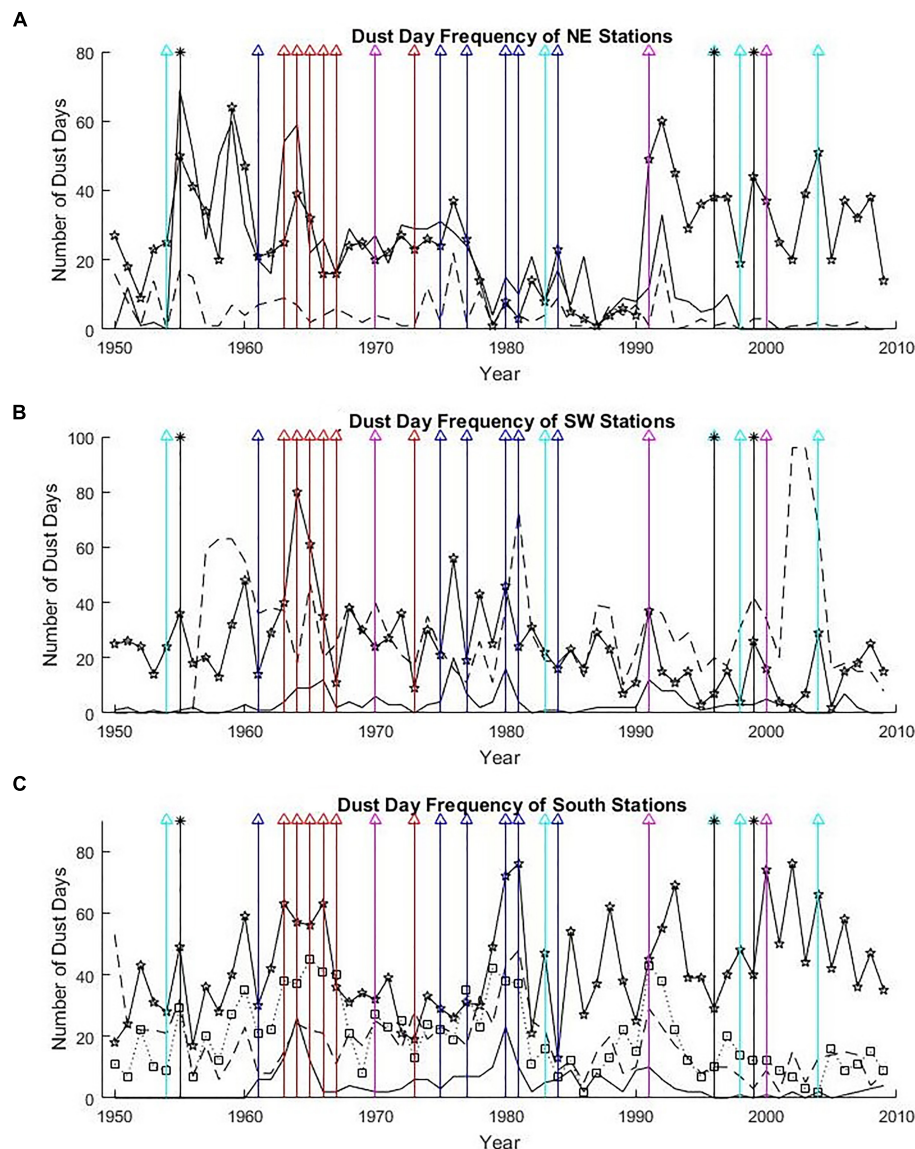 A
Dust Day Frequency of NE Stations
80
60
40
20
0
Number of Dust Days
1950 1960 1970 1980 1990 2000 2010
Year
B
Dust Day Frequency of SW Stations
100
80
60
40
20
0
Number of Dust Days
1950 1960 1970 1980 1990 2000 2010
Year
C
Dust Day Frequency of South Stations
80
60
40
20
0
Number of Dust Days
1950 1960 1970 1980 1990 2000 2010
Year